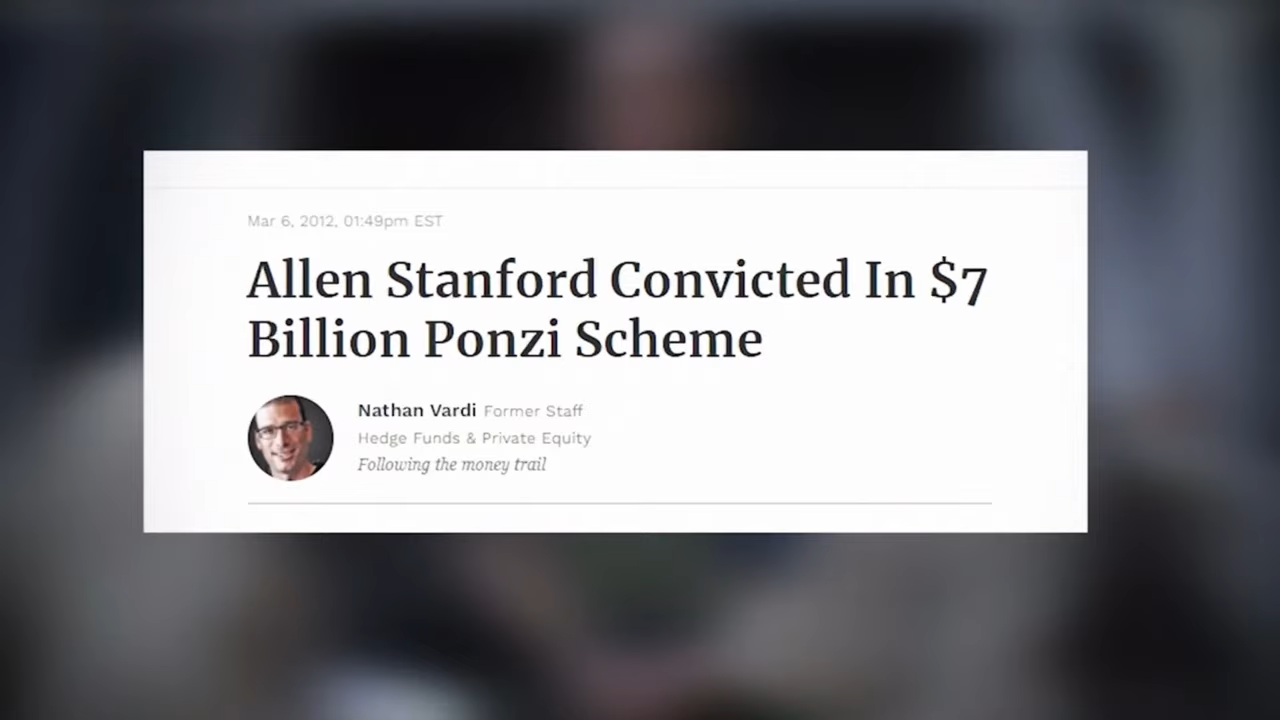 Mar 6, 2012, 01:49pm EST
Allen Stanford Convicted In $7
Billion Ponzi Scheme
Nathan Vardi Former Staff
Hedge Funds & Private Equity
Following the money trail